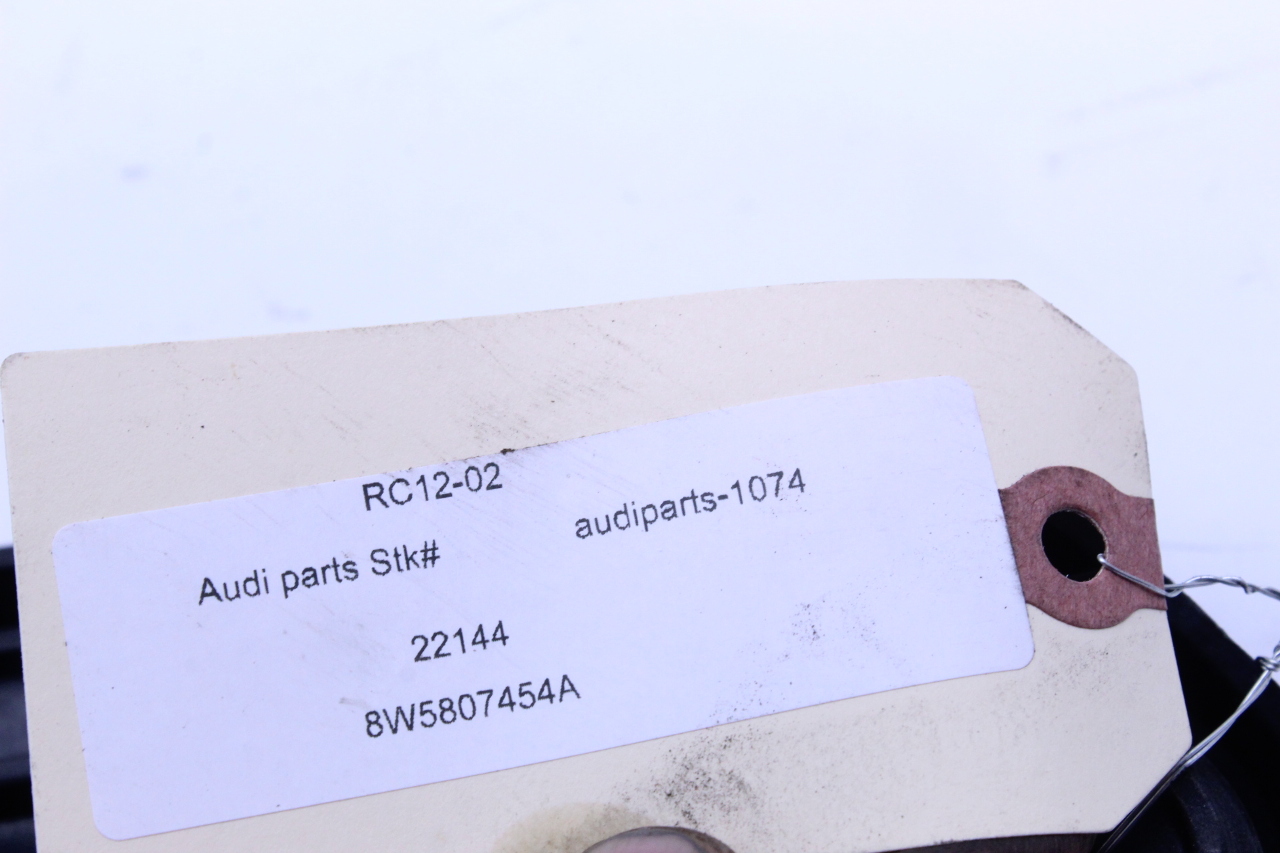 RC12-02
audiparts-1074
Audi parts Stk#
22144
8W5807454A